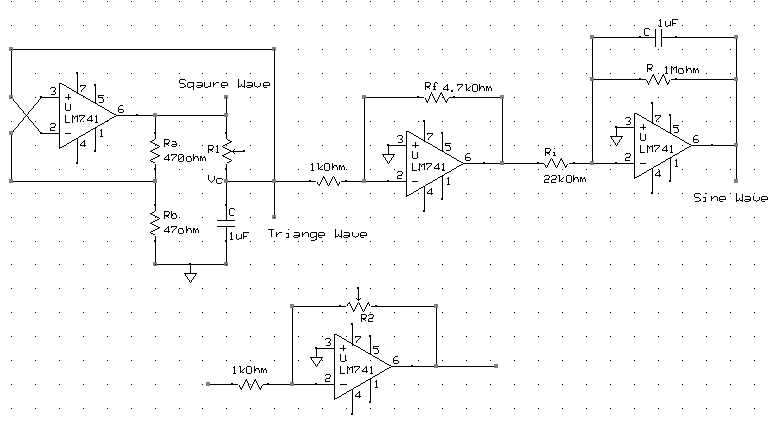 1uF
C
R 1Mohm
3 7 5
+
U
LM741
6
2 -
4 1
Sqaure Wave
Ra
470ohm
R1
Vc
Rb
47ohm
C
1uF
Triange Wave
1kOhm
Rf 4.7kOhm
3 7 5
+
U
LM741
6
2 -
4 1
Ri
22kOhm
3 7 5
+
U
LM741
6
2 -
4 1
Sine Wave
R2
1kOhm
3 7 5
+
U
LM741
6
2 -
4 1